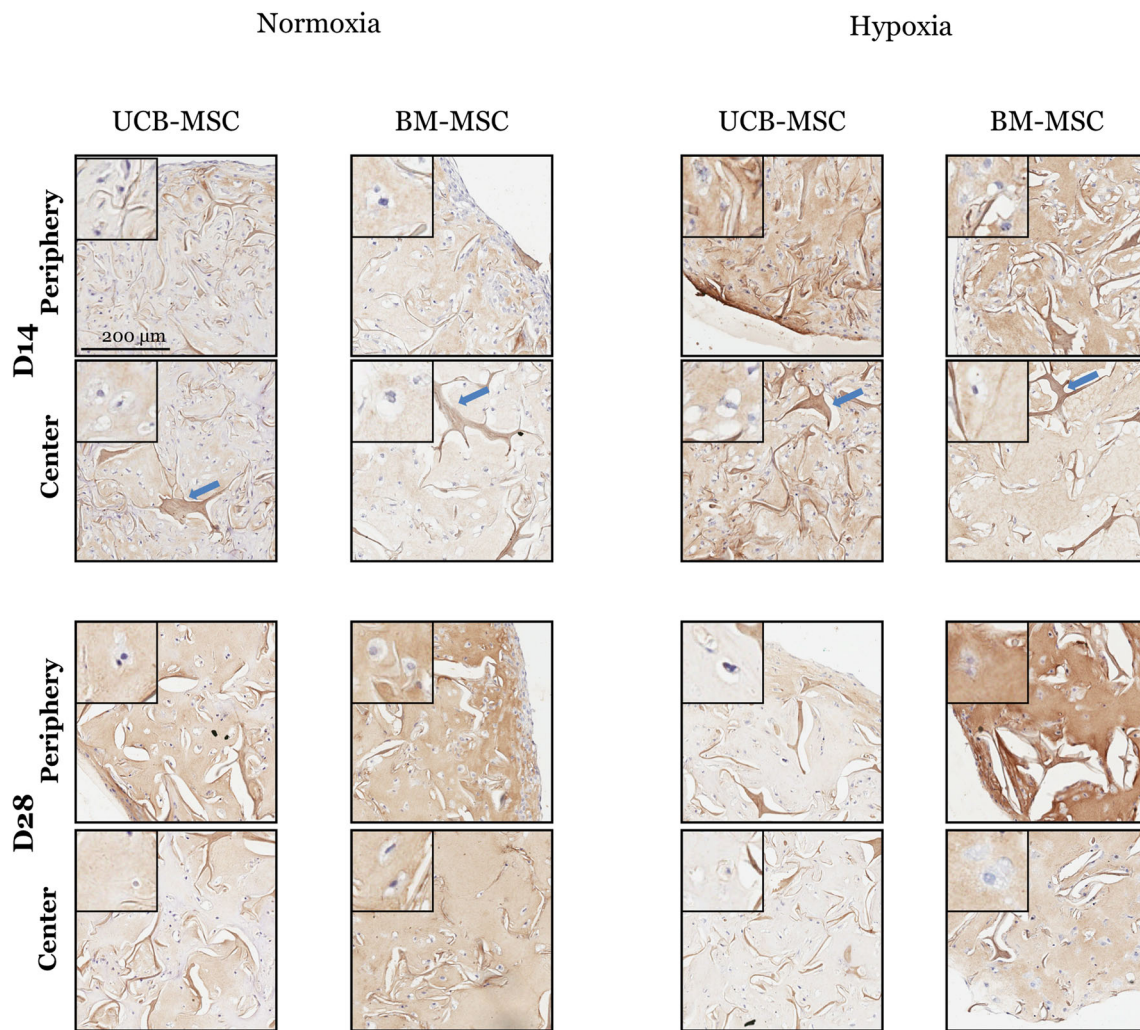 Normoxia Hypoxia
UCB-MSC BM-MSC UCB-MSC BM-MSC
D14
Periphery
200 µm
Center
D28
Periphery
Center